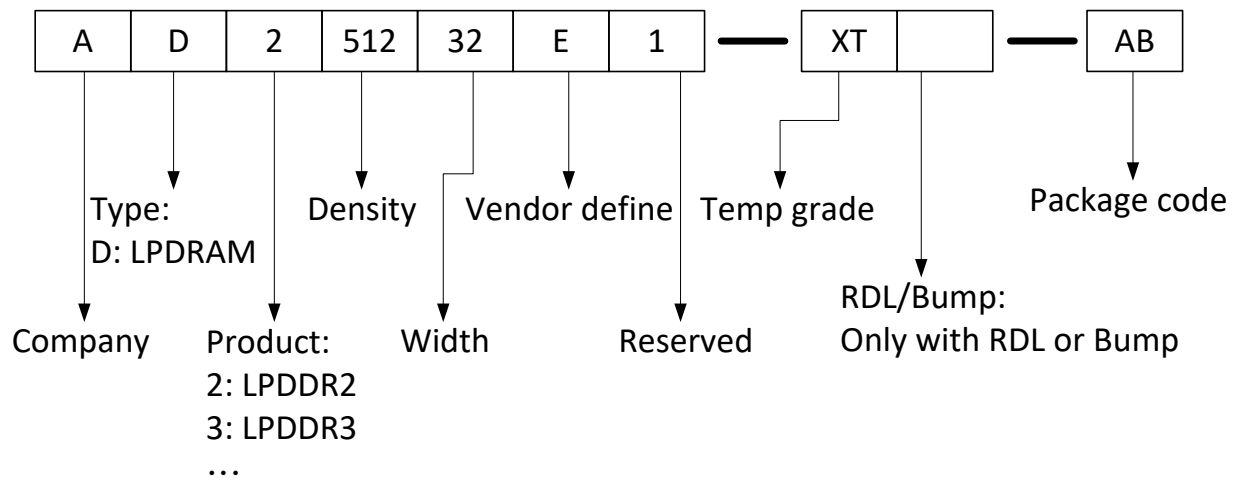 A D 2 512 32 E 1 — XT — AB
Type:
D: LPDRAM
Density
Vendor define
Temp grade
Package code
Company
Product:
2: LPDDR2
3: LPDDR3
...
Width
Reserved
RDL/Bump:
Only with RDL or Bump